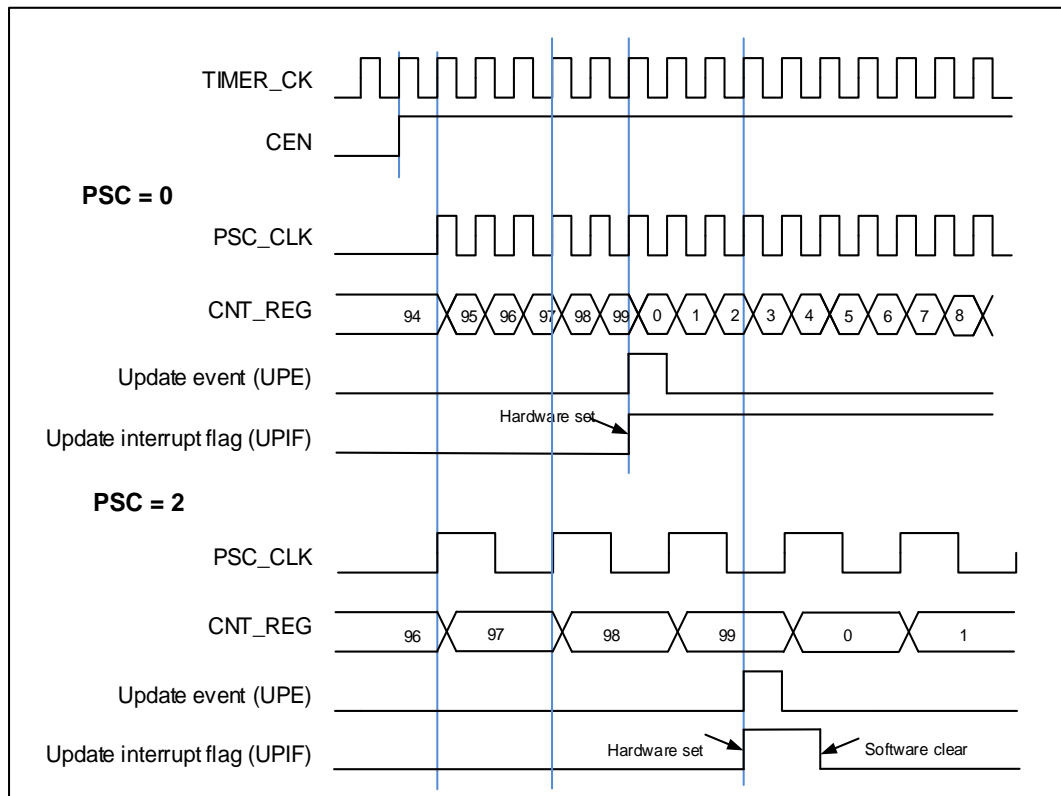 TIMER_CK
CEN
PSC = 0
PSC_CLK
CNT_REG 94 95 96 97 98 99 0 1 2 3 4 5 6 7 8
Update event (UPE)
Hardware set
Update interrupt flag (UPIF)
PSC = 2
PSC_CLK
CNT_REG 96 97 98 99 0 1
Update event (UPE)
Update interrupt flag (UPIF) Hardware set Software clear